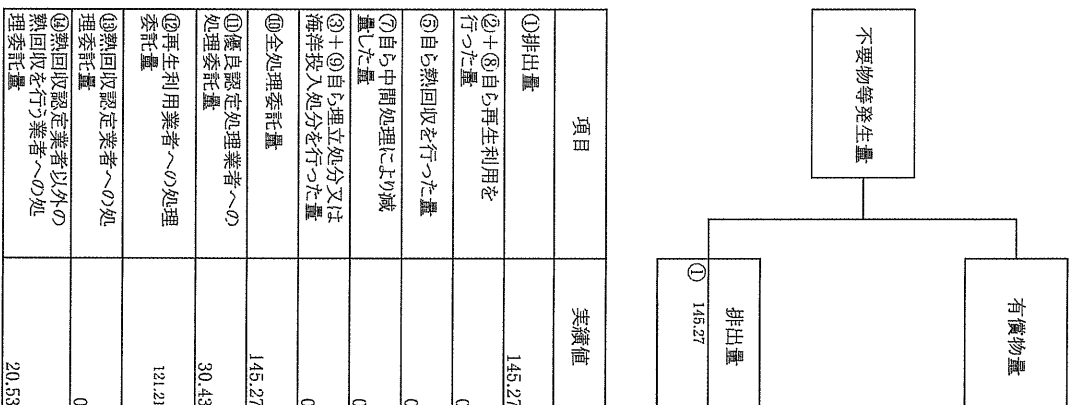 不要物等発生量
有償物量
排出量
① 145.27
項目
実績値
①排出量
145.27
②+⑧自ら再生利用を
行った量
0
⑤自ら熱回収を行った量
0
⑦自ら中間処理により減
量した量
0
③+⑨自ら埋立処分又は
海洋投入処分を行った量
0
⑩全処理委託量
145.27
⑪優良認定処理業者への
処理委託量
30.43
⑫再生利用業者への処理
委託量
121.21
⑬熱回収認定業者への処
理委託量
0
⑭熱回収認定業者以外の
熱回収を行う業者への処
理委託量
20.53